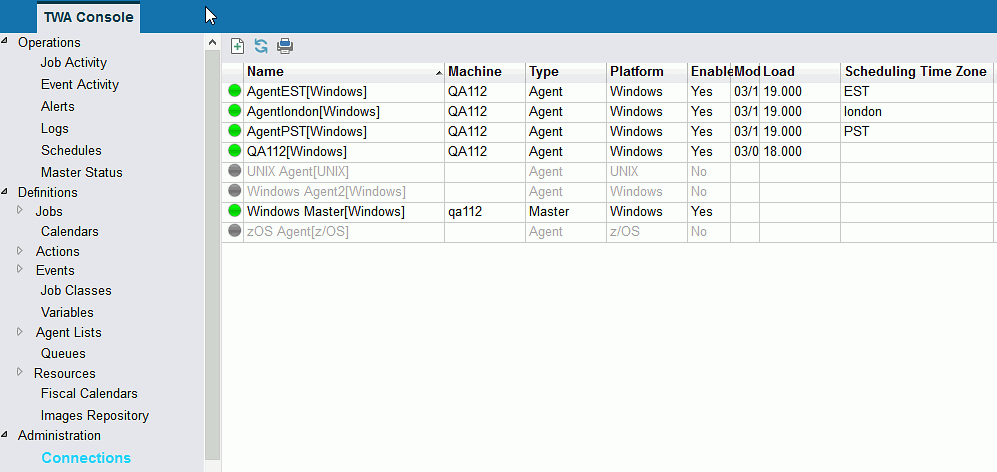 TWA Console
Operations
Job Activity
Event Activity
Alerts
Logs
Schedules
Master Status
Definitions
Jobs
Calendars
Actions
Events
Job Classes
Variables
Agent Lists
Queues
Resources
Fiscal Calendars
Images Repository
Administration
Connections
Name Machine Type Platform Enable Mod Load Scheduling Time Zone
AgentEST[Windows] QA112 Agent Windows Yes 03/1 19.000 EST
Agentlondon[Windows] QA112 Agent Windows Yes 03/1 19.000 london
AgentPST[Windows] QA112 Agent Windows Yes 03/1 19.000 PST
QA112[Windows] QA112 Agent Windows Yes 03/0 18.000
UNIX Agent[UNIX] Agent UNIX No
Windows Agent2[Windows] Agent Windows No
Windows Master[Windows] qa112 Master Windows Yes
zOS Agent[z/OS] Agent z/OS No